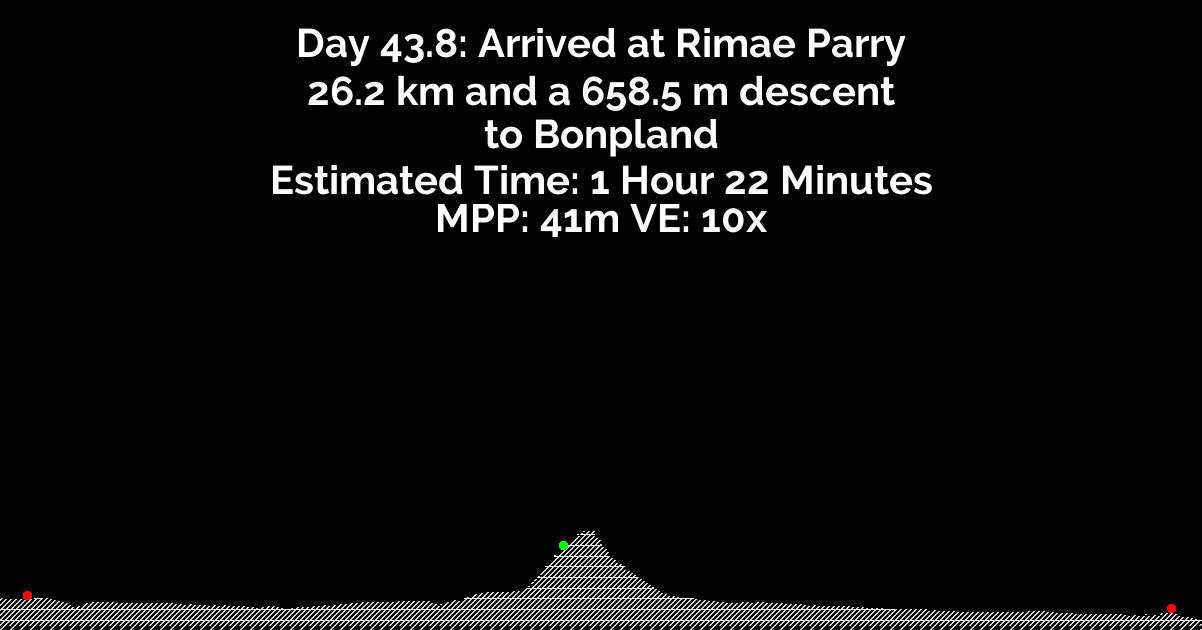 Day 43.8: Arrived at Rimae Parry
26.2 km and a 658.5 m descent
to Bonpland
Estimated Time: 1 Hour 22 Minutes
MPP: 41m VE: 10x